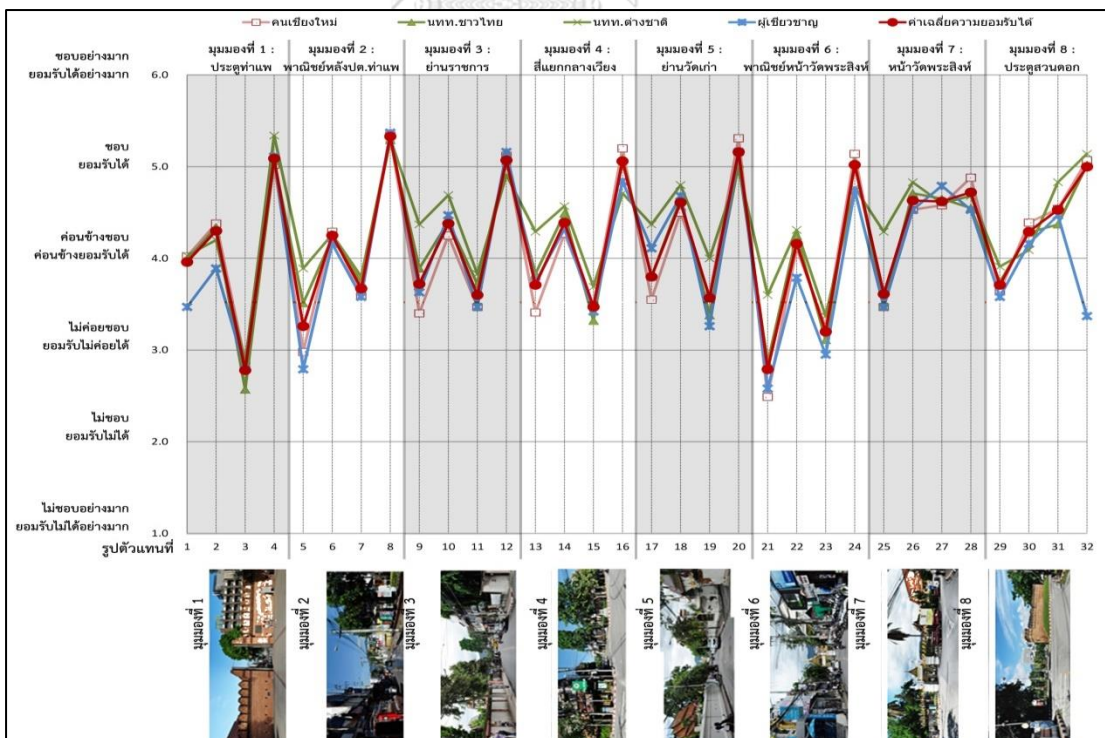 คนเชียงใหม่ นทท.ชาวไทย นทท.ต่างชาติ ผู้เชี่ยวชาญ ค่าเฉลี่ยความยอมรับได้
ชอบอย่างมาก
ยอมรับได้อย่างมาก
6.0
ชอบ
ยอมรับได้
5.0
ค่อนข้างชอบ
ค่อนข้างยอมรับได้
4.0
ไม่ค่อยชอบ
ยอมรับไม่ค่อยได้
3.0
ไม่ชอบ
ยอมรับไม่ได้
2.0
ไม่ชอบอย่างมาก
ยอมรับไม่ได้อย่างมาก
1.0
มุมมองที่ 1 :
ประตูท่าแพ
มุมมองที่ 2 :
พาณิชย์หลังปต.ท่าแพ
มุมมองที่ 3 :
ย่านราชการ
มุมมองที่ 4 :
สี่แยกกลางเวียง
มุมมองที่ 5 :
ย่านวัดเก่า
มุมมองที่ 6 :
พาณิชย์หน้าวัดพระสิงห์
มุมมองที่ 7 :
หน้าวัดพระสิงห์
มุมมองที่ 8 :
ประตูสวนดอก
รูปตัวแทนที่
1 2 3 4 5 6 7 8 9 10 11 12 13 14 15 16 17 18 19 20 21 22 23 24 25 26 27 28 29 30 31 32
มุมมองที่ 1
มุมมองที่ 2
มุมมองที่ 3
มุมมองที่ 4
มุมมองที่ 5
มุมมองที่ 6
มุมมองที่ 7
มุมมองที่ 8